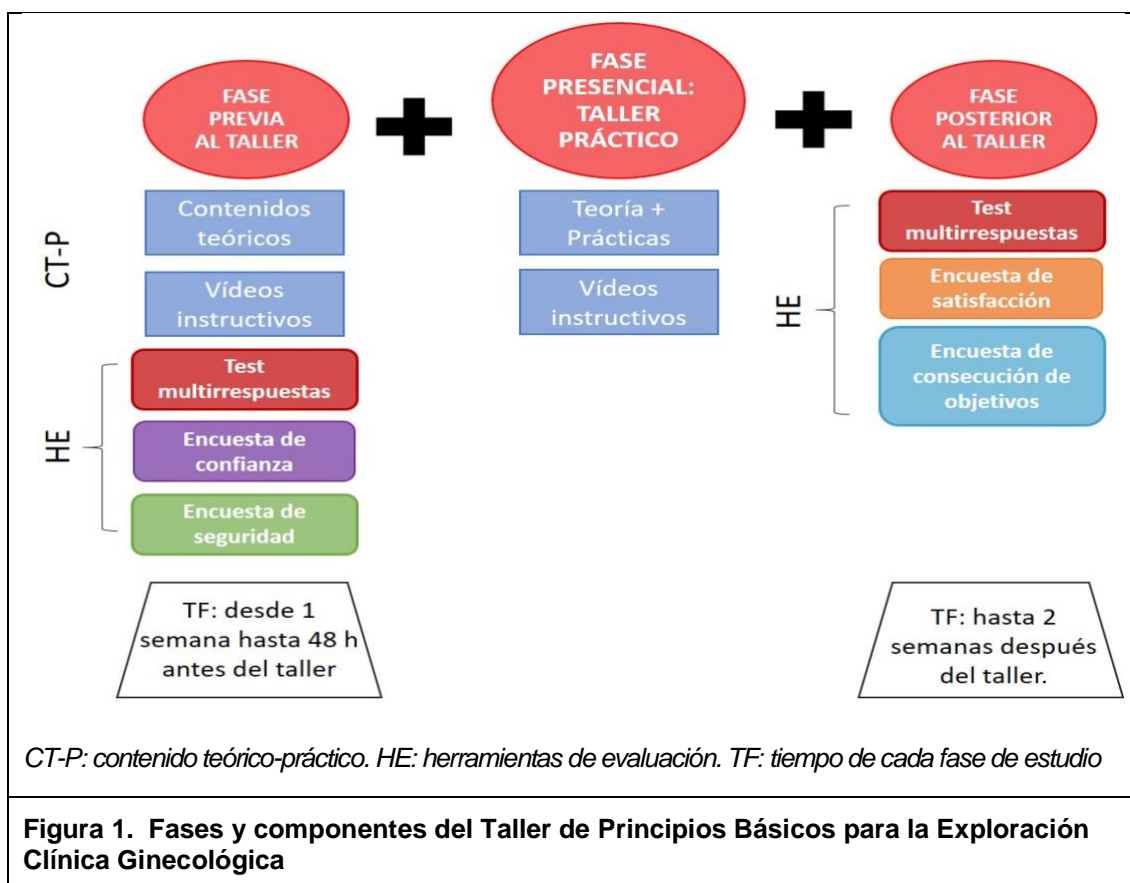 FASE
PREVIA
AL TALLER
FASE
PRESENCIAL:
TALLER
PRÁCTICO
FASE
POSTERIOR
AL TALLER
CT-P
Contenidos
teóricos
Vídeos
instructivos
HE
Test
multirrespuestas
Encuesta de
confianza
Encuesta de
seguridad
TF: desde 1
semana hasta 48 h
antes del taller
Teoría +
Prácticas
Vídeos
instructivos
HE
Test
multirrespuestas
Encuesta de
satisfacción
Encuesta de
consecución de
objetivos
TF: hasta 2
semanas después
del taller.
CT-P: contenido teórico-práctico. HE: herramientas de evaluación. TF: tiempo de cada fase de estudio
Figura 1. Fases y componentes del Taller de Principios Básicos para la Exploración
Clínica Ginecológica